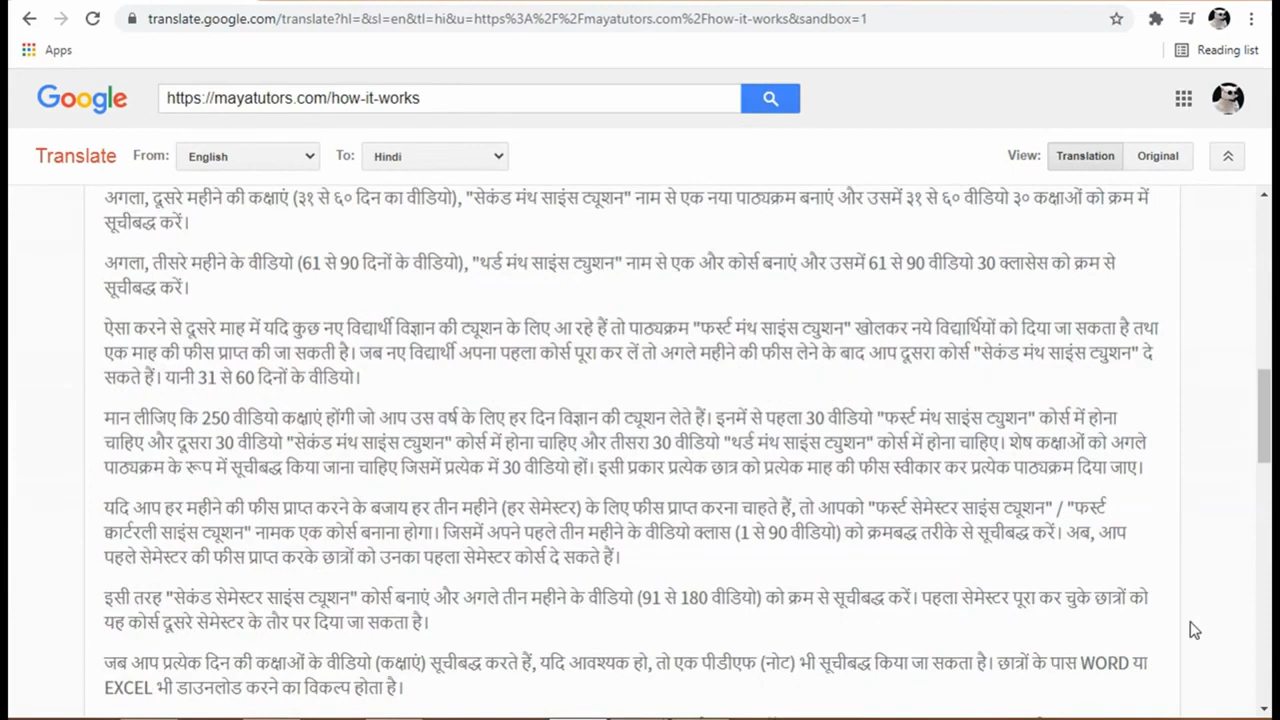 translate.google.com/translate?hl=&sl=en&tl=hi&u=https%3A%2F%2Fmayatutors.com%2Fhow-it-works&sandbox=1
Apps
Reading list
Google
https://mayatutors.com/how-it-works
Translate From: English To: Hindi View: Translation Original
अगला, दूसरे महीने की कक्षाएं (३१ से ६० दिन का वीडियो), "सेकंड मंथ साइंस ट्यूशन" नाम से एक नया पाठ्यक्रम बनाएं और उसमें ३१ से ६० वीडियो ३० कक्षाओं को क्रम में
सूचीबद्ध करें।
अगला, तीसरे महीने के वीडियो (61 से 90 दिनों के वीडियो), "थर्ड मंथ साइंस ट्युशन" नाम से एक और कोर्स बनाएं और उसमें 61 से 90 वीडियो 30 क्लासेस को क्रम से
सूचीबद्ध करें।
ऐसा करने से दूसरे माह में यदि कुछ नए विद्यार्थी विज्ञान की ट्यूशन के लिए आ रहे हैं तो पाठ्यक्रम "फर्स्ट मंथ साइंस ट्युशन" खोलकर नये विद्यार्थियों को दिया जा सकता है तथा
एक माह की फीस प्राप्त की जा सकती है। जब नए विद्यार्थी अपना पहला कोर्स पूरा कर लें तो अगले महीने की फीस लेने के बाद आप दूसरा कोर्स "सेकंड मंथ साइंस ट्युशन" दे
सकते हैं। यानी 31 से 60 दिनों के वीडियो।
मान लीजिए कि 250 वीडियो कक्षाएं होंगी जो आप उस वर्ष के लिए हर दिन विज्ञान की ट्यूशन लेते हैं। इनमें से पहला 30 वीडियो "फर्स्ट मंथ साइंस ट्युशन" कोर्स में होना
चाहिए और दूसरा 30 वीडियो "सेकंड मंथ साइंस ट्युशन" कोर्स में होना चाहिए और तीसरा 30 वीडियो "थर्ड मंथ साइंस ट्युशन" कोर्स में होना चाहिए। शेष कक्षाओं को अगले
पाठ्यक्रम के रूप में सूचीबद्ध किया जाना चाहिए जिसमें प्रत्येक में 30 वीडियो हों। इसी प्रकार प्रत्येक छात्र को प्रत्येक माह की फीस स्वीकार कर प्रत्येक पाठ्यक्रम दिया जाए।
यदि आप हर महीने की फीस प्राप्त करने के बजाय हर तीन महीने (हर सेमेस्टर) के लिए फीस प्राप्त करना चाहते हैं, तो आपको "फर्स्ट सेमेस्टर साइंस ट्यूशन" / "फर्स्ट
क्वार्टरली साइंस ट्यूशन" नामक एक कोर्स बनाना होगा। जिसमें अपने पहले तीन महीने के वीडियो क्लास (1 से 90 वीडियो) को क्रमबद्ध तरीके से सूचीबद्ध करें। अब, आप
पहले सेमेस्टर की फीस प्राप्त करके छात्रों को उनका पहला सेमेस्टर कोर्स दे सकते हैं।
इसी तरह "सेकंड सेमेस्टर साइंस ट्यूशन" कोर्स बनाएं और अगले तीन महीने के वीडियो (91 से 180 वीडियो) को क्रम से सूचीबद्ध करें। पहला सेमेस्टर पूरा कर चुके छात्रों को
यह कोर्स दूसरे सेमेस्टर के तौर पर दिया जा सकता है।
जब आप प्रत्येक दिन की कक्षाओं के वीडियो (कक्षाएं) सूचीबद्ध करते हैं, यदि आवश्यक हो, तो एक पीडीएफ (नोट) भी सूचीबद्ध किया जा सकता है। छात्रों के पास WORD या
EXCEL भी डाउनलोड करने का विकल्प होता है।